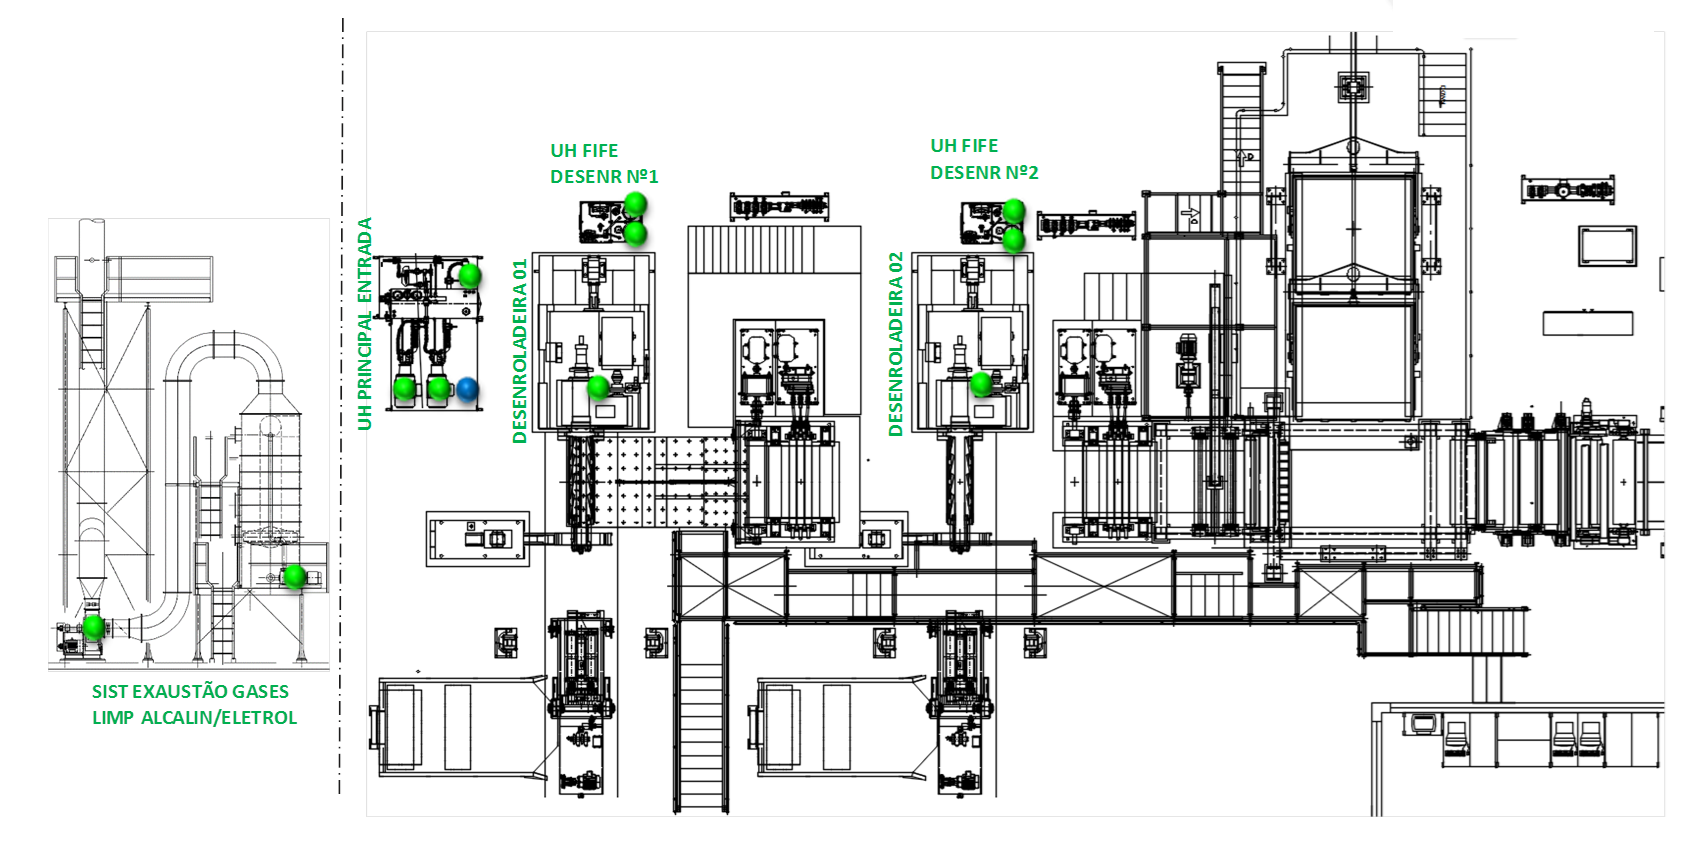 UH FIFE
DESENR Nº1
UH FIFE
DESENR Nº2
UH PRINCIPAL ENTRADA
DESENROLADEIRA 01
DESENROLADEIRA 02
D
D
SIST EXAUSTÃO GASES
LIMP ALCALIN/ELETROL